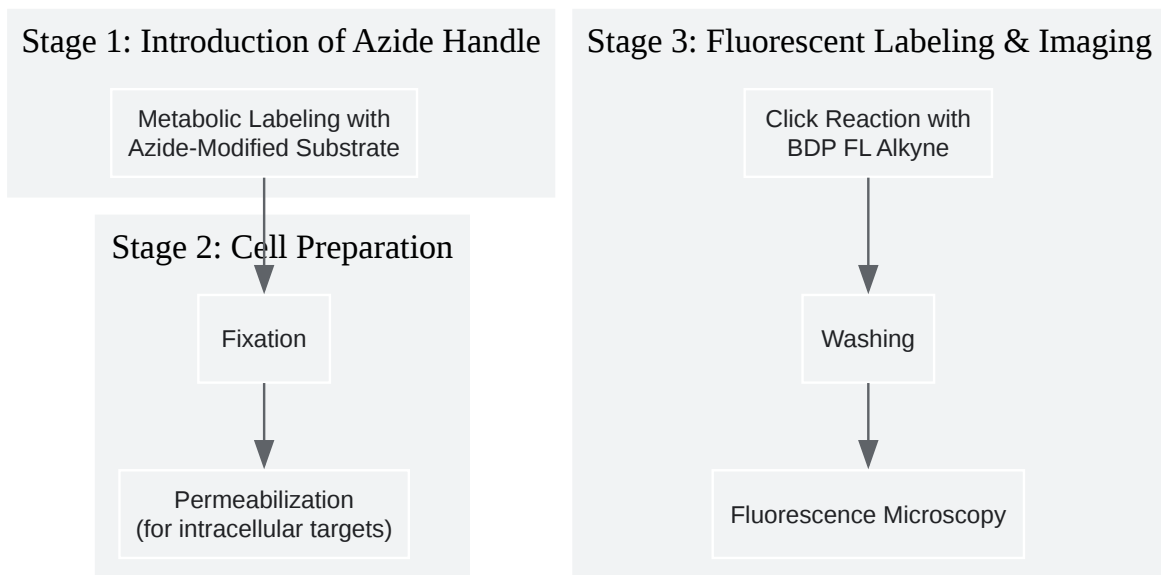 Stage 1: Introduction of Azide Handle
Metabolic Labeling with
Azide-Modified Substrate
Stage 2: Cell Preparation
Fixation
Permeabilization
(for intracellular targets)
Stage 3: Fluorescent Labeling & Imaging
Click Reaction with
BDP FL Alkyne
Washing
Fluorescence Microscopy